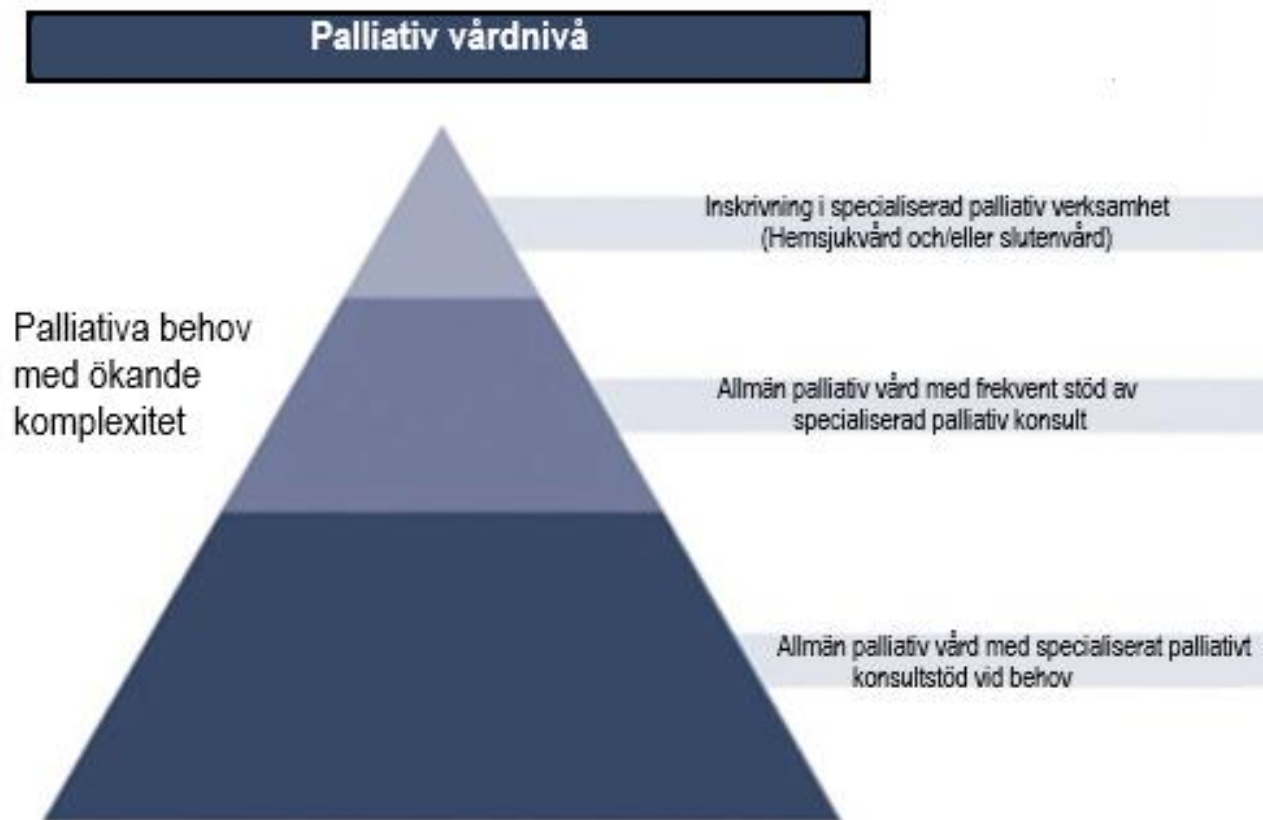 Palliativ vårdnivå
Inskrivning i specialiserad palliativ verksamhet
(Hemsjukvård och/eller slutenvård)
Palliativa behov
med ökande
komplexitet
Allmän palliativ vård med frekvent stöd av
specialiserad palliativ konsult
Allmän palliativ vård med specialiserat palliativt
konsultstöd vid behov